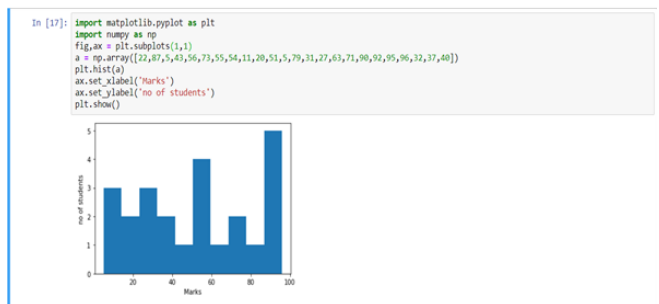 In [17]: import matplotlib.pyplot as plt
import numpy as np
fig,ax = plt.subplots(1,1)
a = np.array([22,87,5,43,56,73,55,54,11,20,51,5,79,31,27,63,71,90,92,95,96,32,37,40])
plt.hist(a)
ax.set_xlabel('Marks')
ax.set_ylabel('no of students')
plt.show()
5
4
3
2
1
0
no of students
20 40 60 80 100
Marks